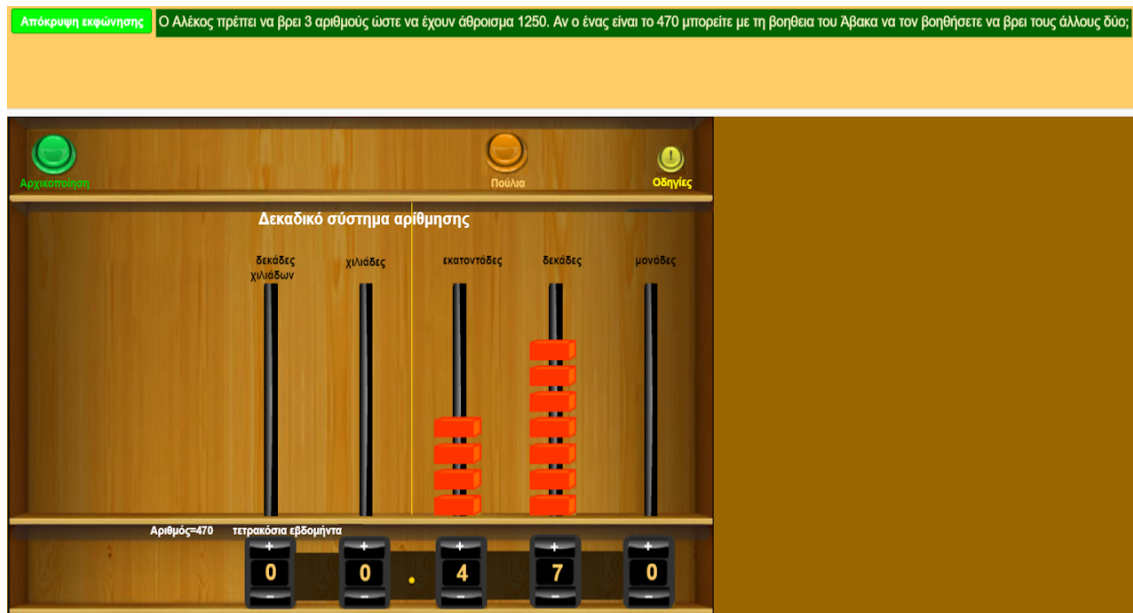 Απόκρυψη εκφώνησης
Ο Αλέκος πρέπει να βρει 3 αριθμούς ώστε να έχουν άθροισμα 1250. Αν ο ένας είναι το 470 μπορείτε με τη βοηθεια του Άβακα να τον βοηθήσετε να βρει τους άλλους δύο;
Αρχικοποίηση
Πούλια
!
Οδηγίες
Δεκαδικό σύστημα αρίθμησης
δεκάδες
χιλιάδων
χιλιάδες
εκατοντάδες
δεκάδες
μονάδες
Αριθμός=470 τετρακόσια εβδομήντα
+ + + + +
0 0 . 4 7 0
− − − − −